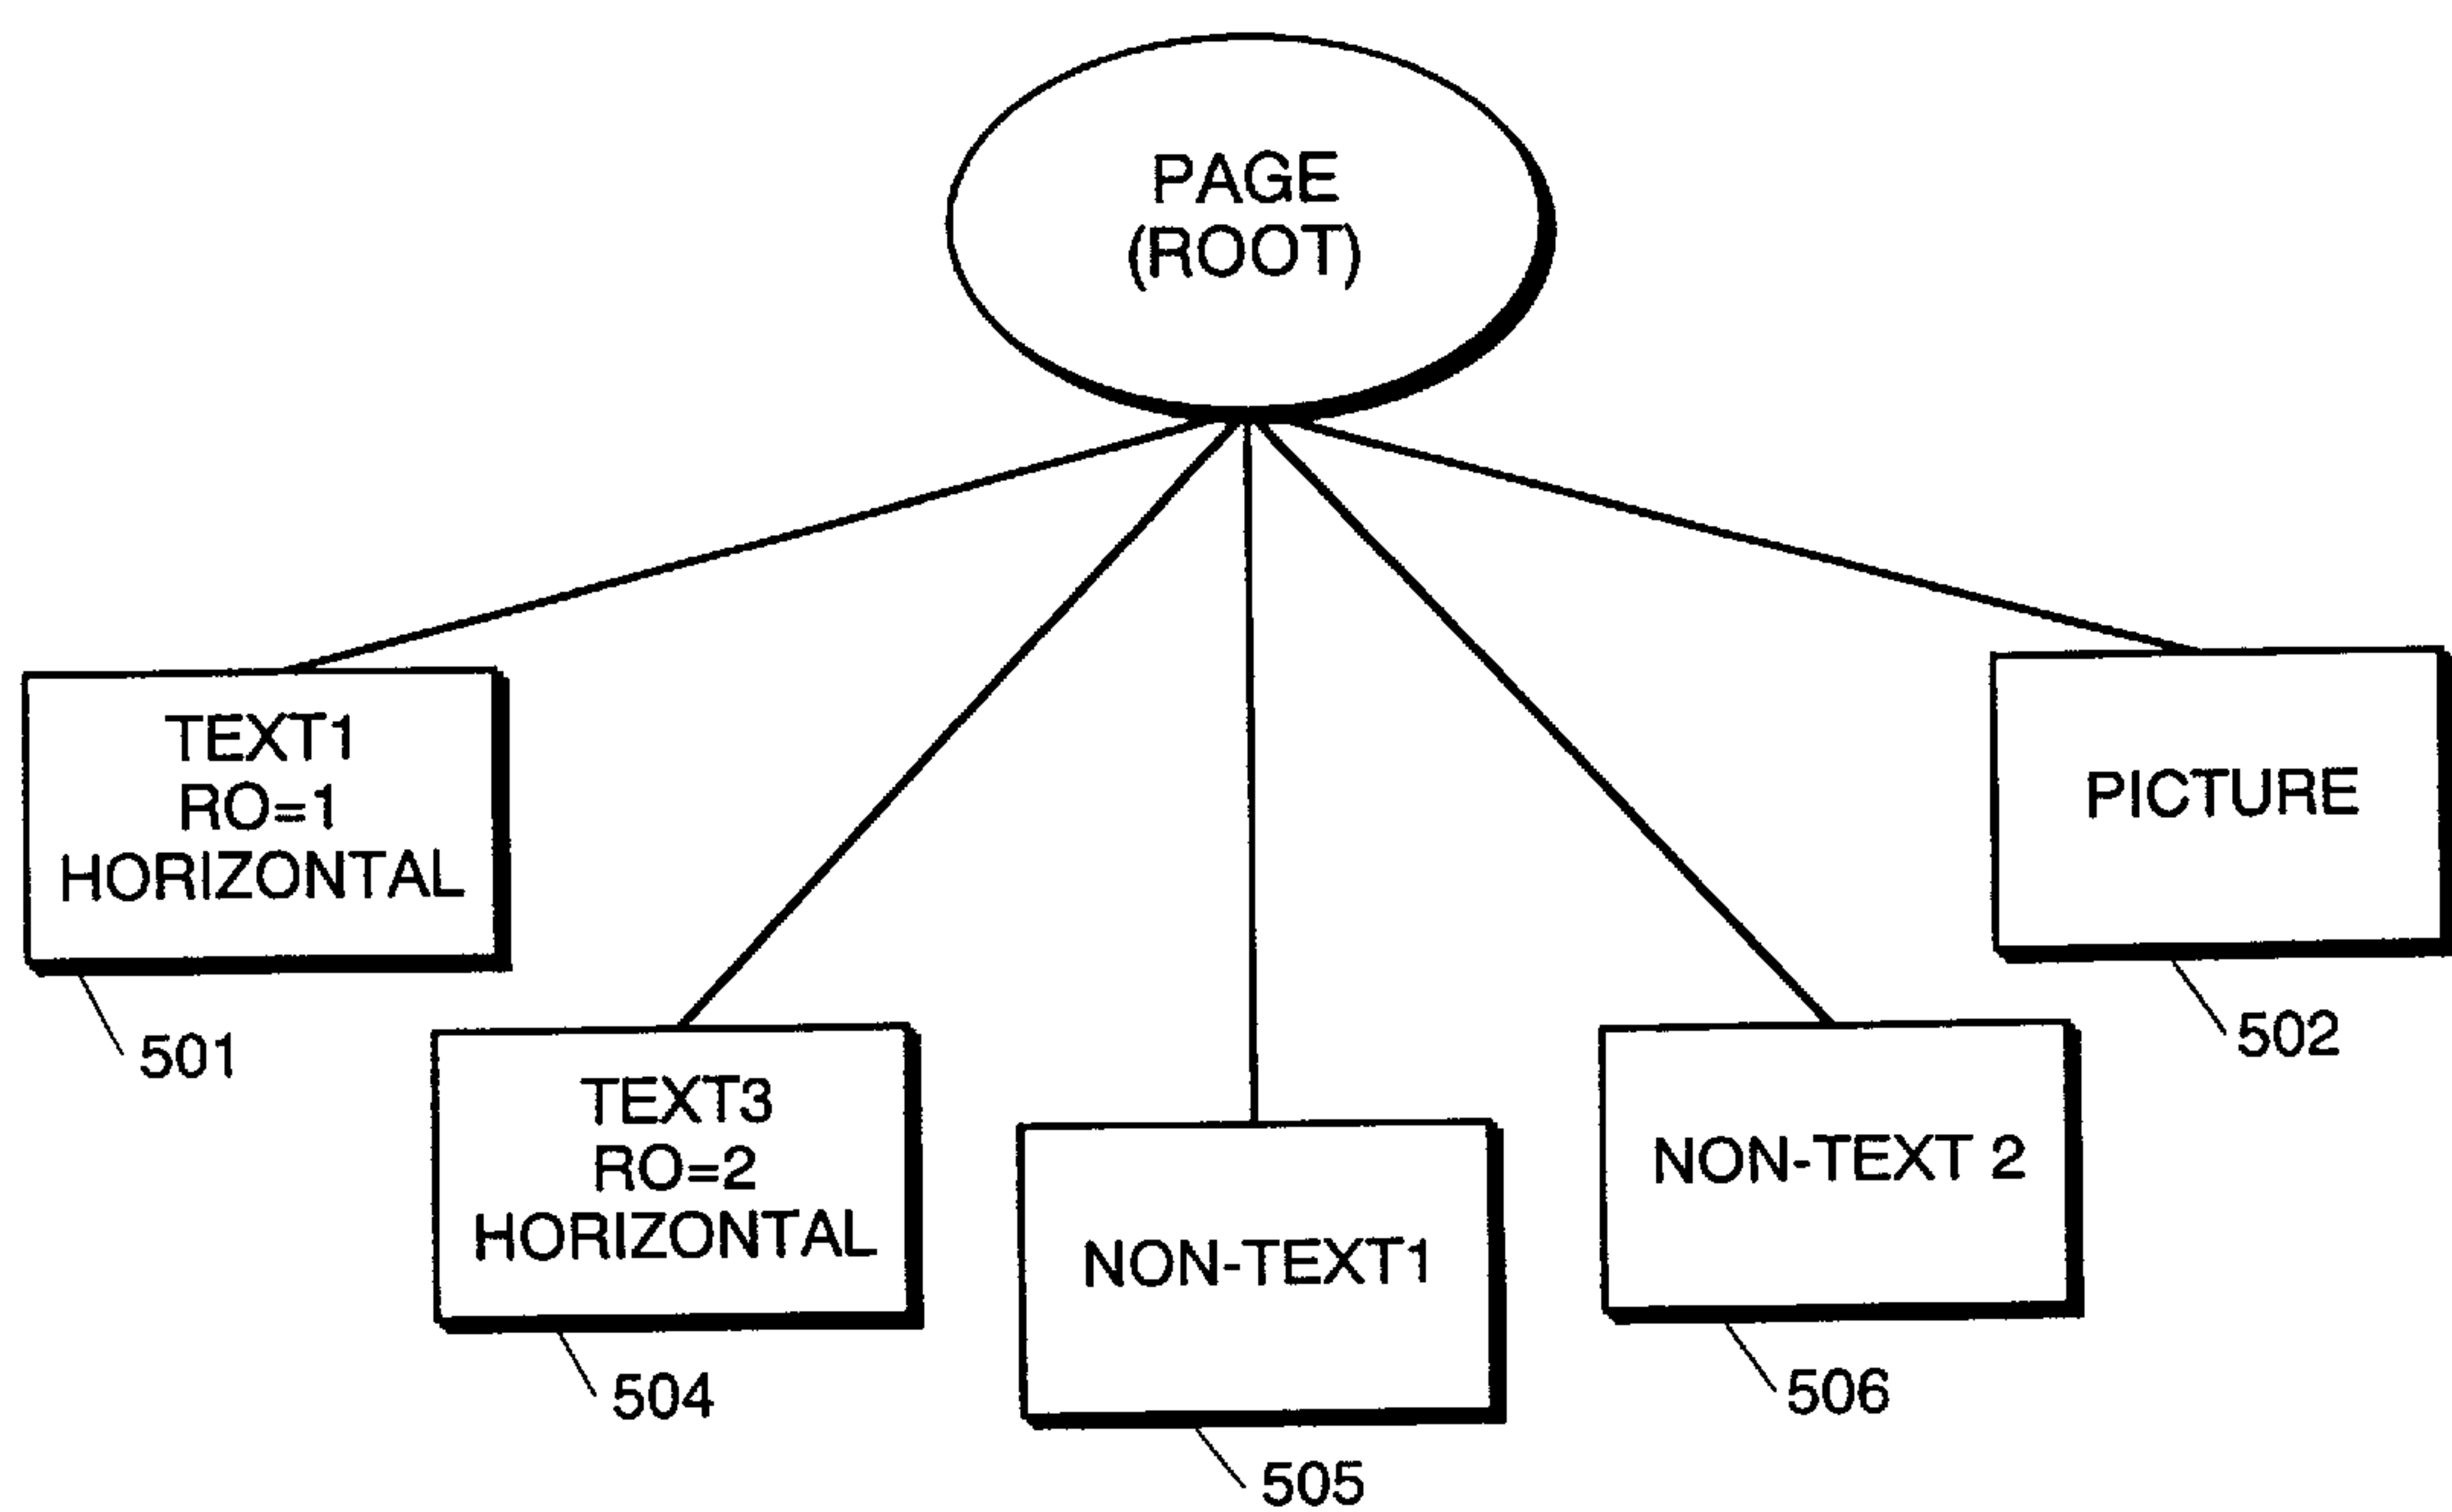 PAGE
(ROOT)
TEXT1
RO=1
HORIZONTAL
501
TEXT3
RO=2
HORIZONTAL
504
NON-TEXT1
505
NON-TEXT 2
506
PICTURE
502